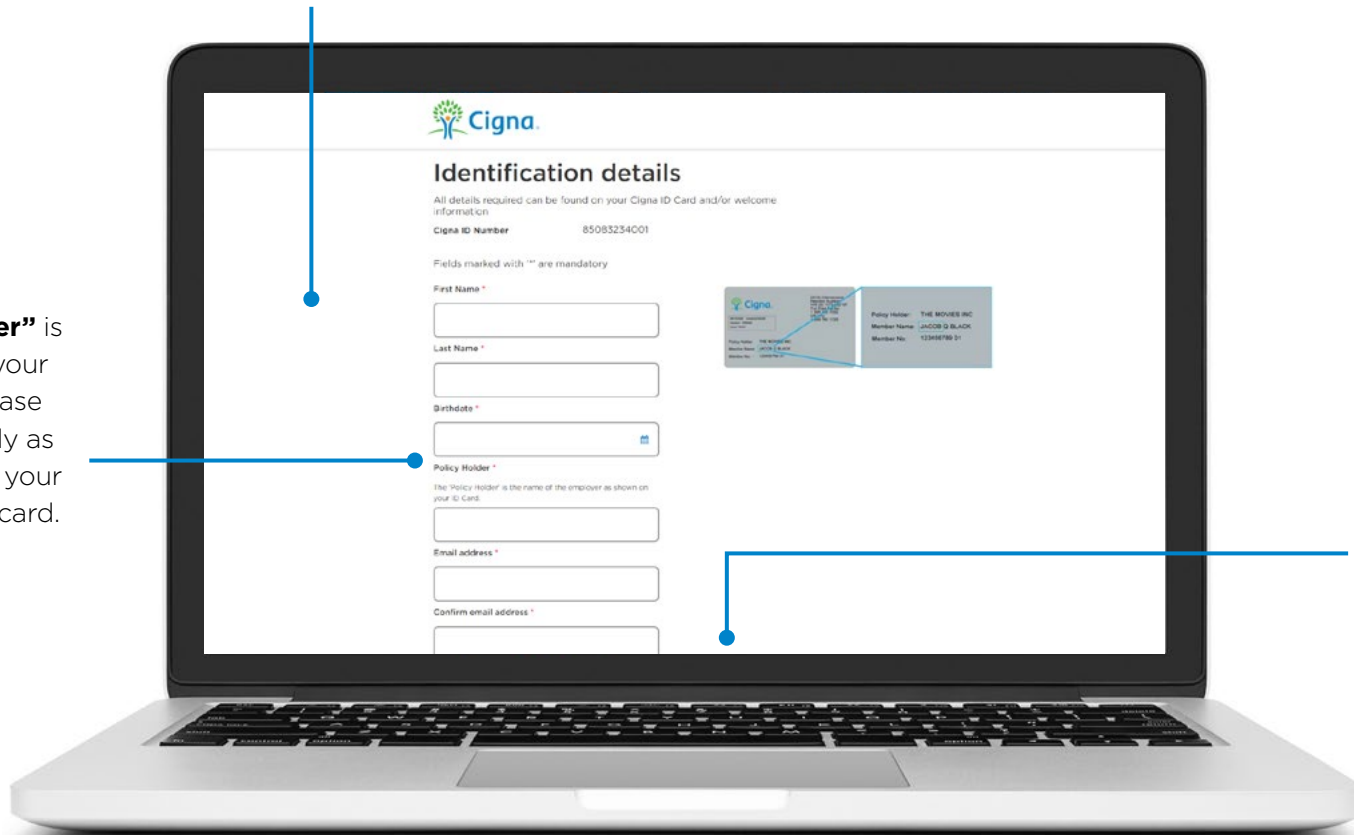 Cigna
Identification details
All details required can be found on your Cigna ID Card and/or welcome
information
Cigna ID Number 85083234001
Fields marked with '*' are mandatory
First Name *
Last Name *
Birthdate *
Policy Holder *
The 'Policy Holder' is the name of the employer as shown on
your ID Card.
Email address *
Confirm email address *
Cigna
Policy Holder: THE MOVIES INC
Member Name: JACOB Q BLACK
Member No: 123456789 01
er” is
your
ase
ly as
your
card.